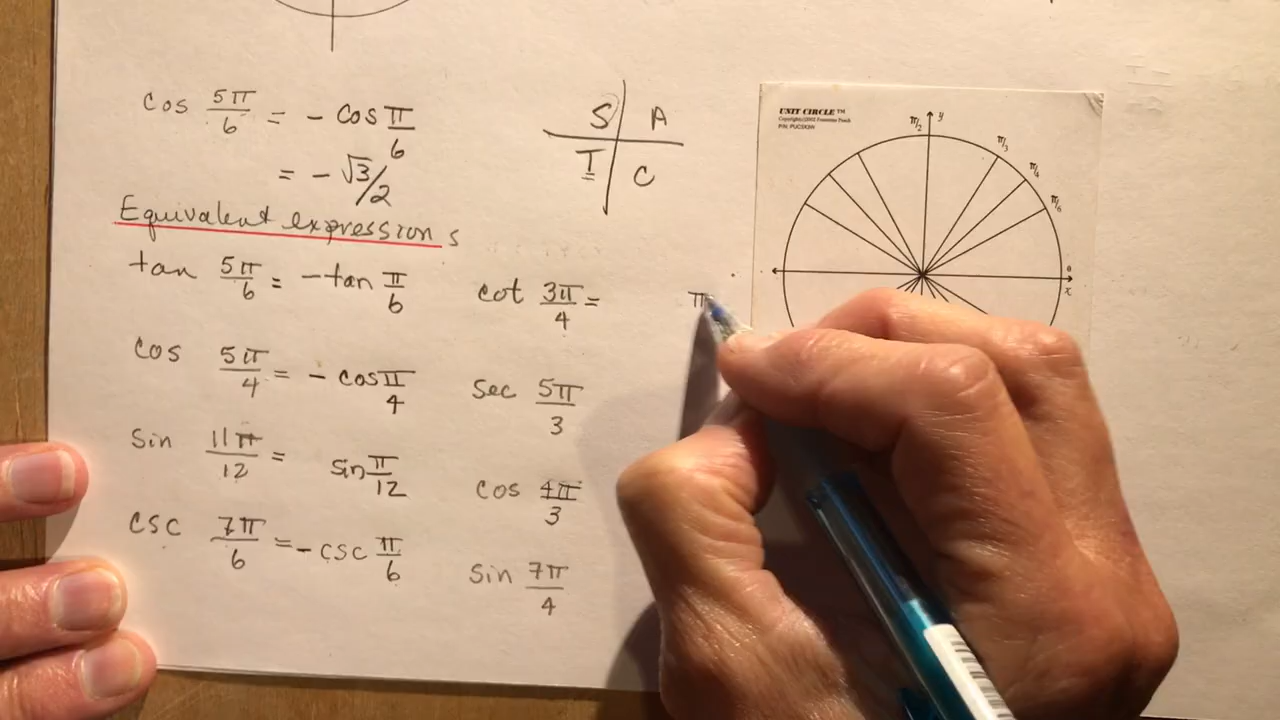 cos 5π/6 = - cos π/6
= - √3/2
S A
T C
Equivalent expressions
tan 5π/6 = -tan π/6
cos 5π/4 = - cos π/4
sin 11π/12 = sin π/12
csc 7π/6 = - csc π/6
cot 3π/4 = π
sec 5π/3
cos 4π/3
sin 7π/4
UNIT CIRCLE™
P/N: PUCSKHH
y
π/2
π/3
π/4
π/6
0
x